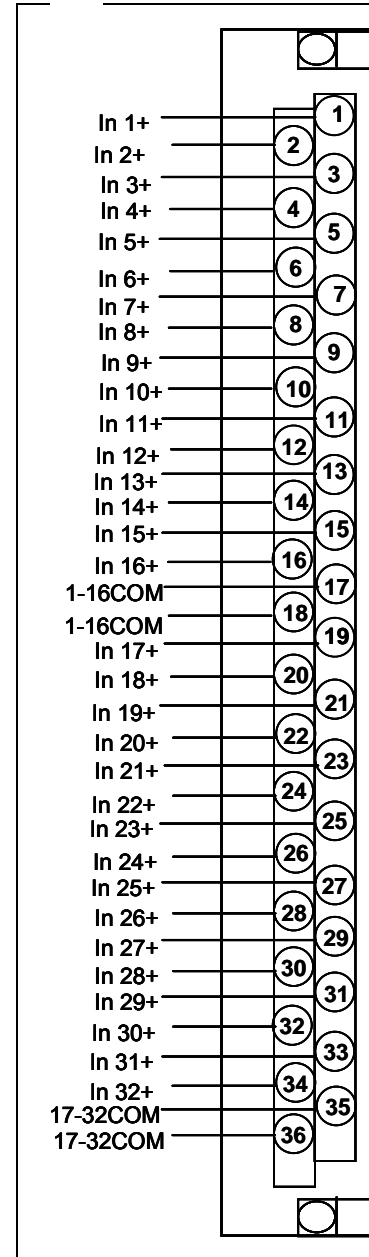 In 1+ 1
In 2+ 2
In 3+ 3
In 4+ 4
In 5+ 5
In 6+ 6
In 7+ 7
In 8+ 8
In 9+ 9
In 10+ 10
In 11+ 11
In 12+ 12
In 13+ 13
In 14+ 14
In 15+ 15
In 16+ 16
1-16COM 17
1-16COM 18
In 17+ 19
In 18+ 20
In 19+ 21
In 20+ 22
In 21+ 23
In 22+ 24
In 23+ 25
In 24+ 26
In 25+ 27
In 26+ 28
In 27+ 29
In 28+ 30
In 29+ 31
In 30+ 32
In 31+ 33
In 32+ 34
17-32COM 35
17-32COM 36